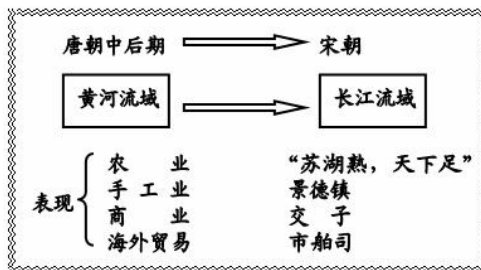 唐朝中后期 宋朝
黄河流域 长江流域
农业 “苏湖熟，天下足”
手工业 景德镇
表现 商业 交子
海外贸易 市舶司